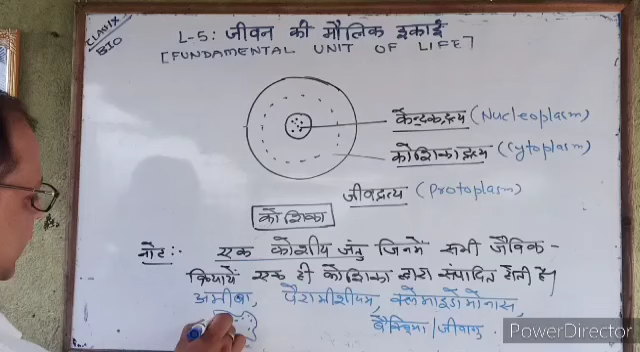 CLASS IX
BIO
L-5: जीवन की मौलिक इकाई
[FUNDAMENTAL UNIT OF LIFE]
केन्द्रकद्रव्य (Nucleoplasm)
कोशिकाद्रव्य (Cytoplasm)
जीवद्रव्य (Protoplasm)
कोशिका
नोट:- एक कोशीय जंतु जिनमें सभी जैविक -
क्रियायें एक ही कोशिका द्वारा संपादित होती है।
अमीबा, पैरामीशियम, क्लेमाइडोमोनास,
बैक्ट्रिया/जीवाणु
PowerDirector